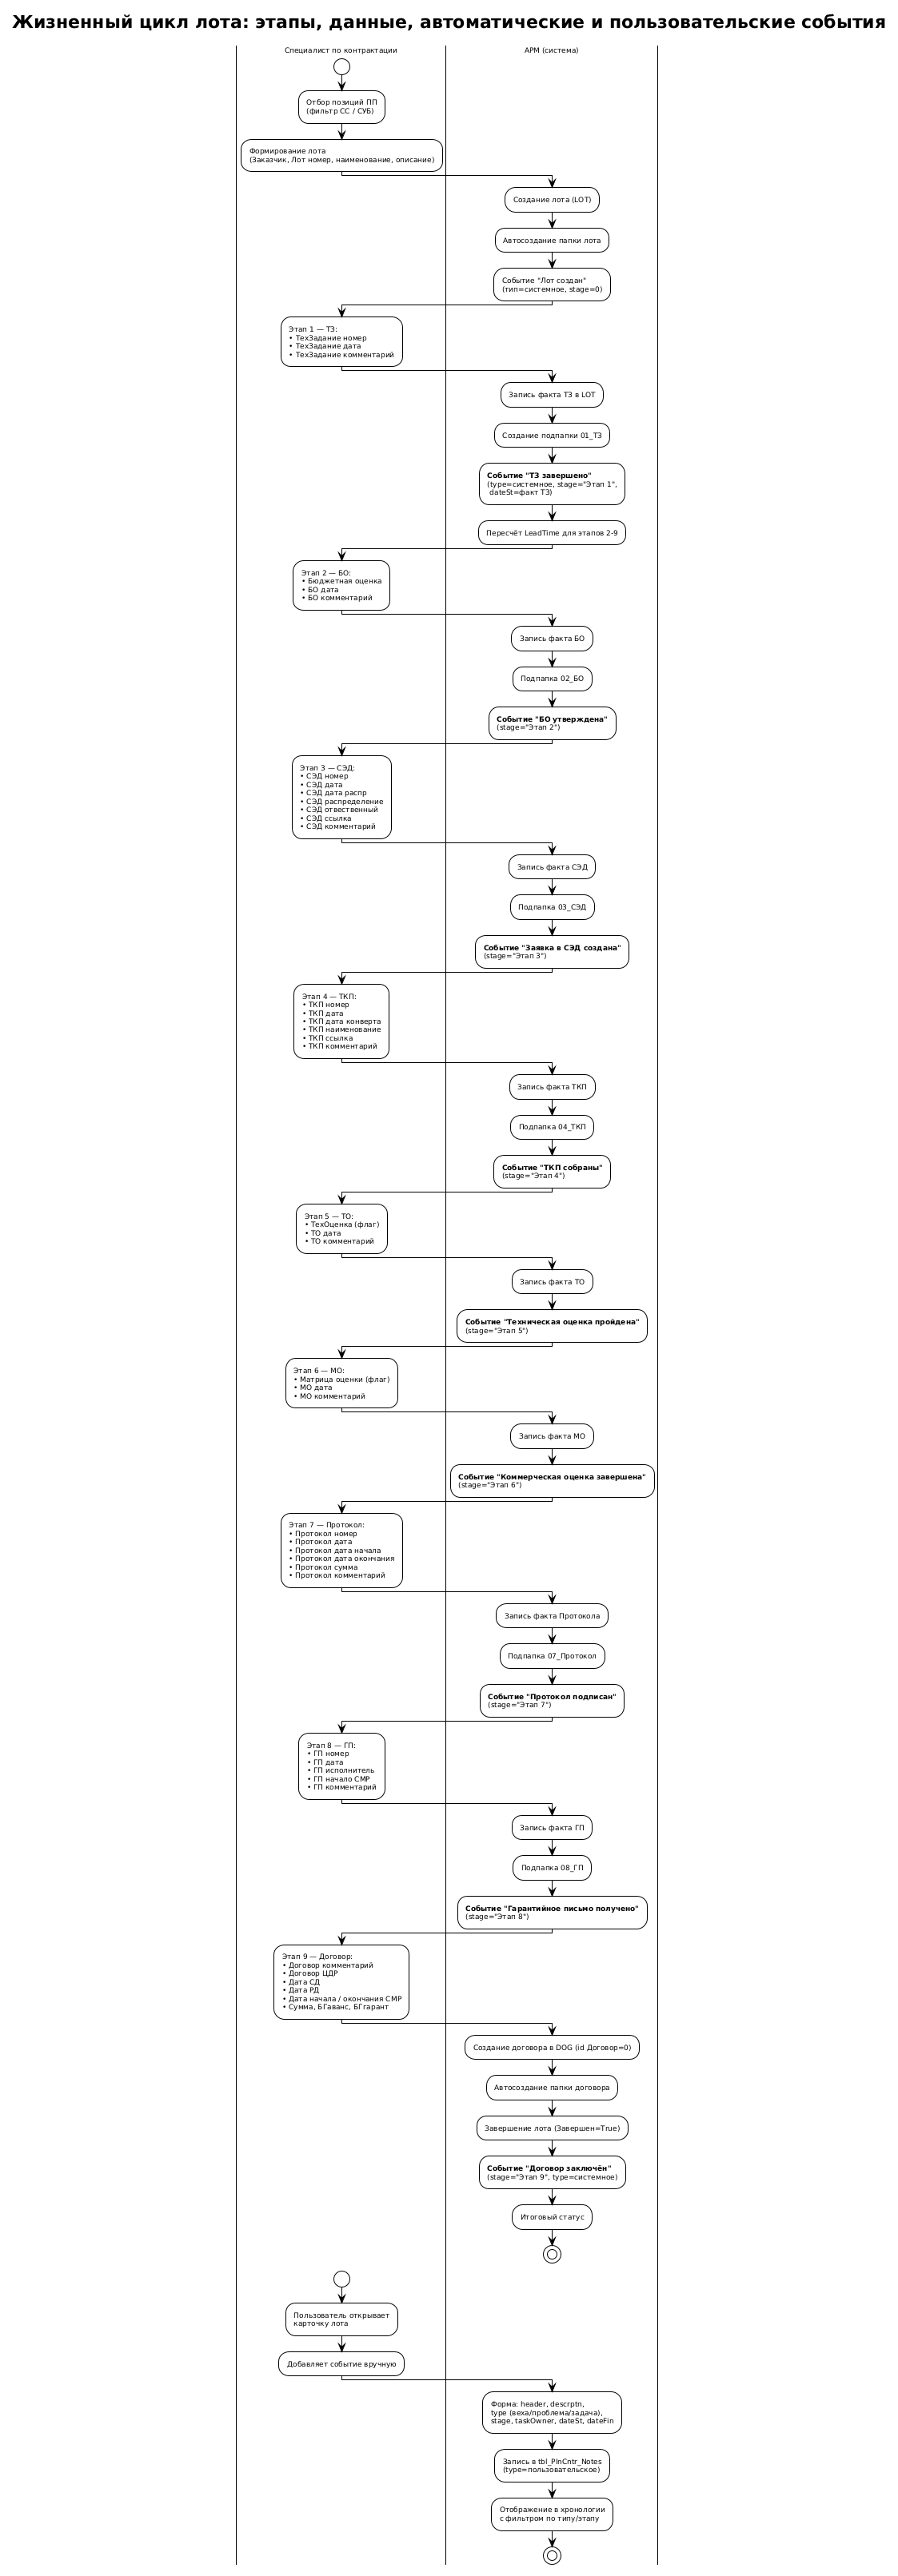 Жизненный цикл лота: этапы, данные, автоматические и пользовательские события
Специалист по контрактации
АРМ (система)
Отбор позиций ПП
(фильтр СС / СУБ)
Формирование лота
(Заказчик, Лот номер, наименование, описание)
Создание лота (LOT)
Автосоздание папки лота
Событие "Лот создан"
(тип=системное, stage=0)
Этап 1 — ТЗ:
• ТехЗадание номер
• ТехЗадание дата
• ТехЗадание комментарий
Запись факта ТЗ в LOT
Создание подпапки 01_ТЗ
Событие "ТЗ завершено"
(type=системное, stage="Этап 1",
dateSt=факт ТЗ)
Пересчёт LeadTime для этапов 2-9
Этап 2 — БО:
• Бюджетная оценка
• БО дата
• БО комментарий
Запись факта БО
Подпапка 02_БО
Событие "БО утверждена"
(stage="Этап 2")
Этап 3 — СЭД:
• СЭД номер
• СЭД дата
• СЭД дата распр
• СЭД распределение
• СЭД отвественный
• СЭД ссылка
• СЭД комментарий
Запись факта СЭД
Подпапка 03_СЭД
Событие "Заявка в СЭД создана"
(stage="Этап 3")
Этап 4 — ТКП:
• ТКП номер
• ТКП дата
• ТКП дата конверта
• ТКП наименование
• ТКП ссылка
• ТКП комментарий
Запись факта ТКП
Подпапка 04_ТКП
Событие "ТКП собраны"
(stage="Этап 4")
Этап 5 — ТО:
• ТехОценка (флаг)
• ТО дата
• ТО комментарий
Запись факта ТО
Событие "Техническая оценка пройдена"
(stage="Этап 5")
Этап 6 — МО:
• Матрица оценки (флаг)
• МО дата
• МО комментарий
Запись факта МО
Событие "Коммерческая оценка завершена"
(stage="Этап 6")
Этап 7 — Протокол:
• Протокол номер
• Протокол дата
• Протокол дата начала
• Протокол дата окончания
• Протокол сумма
• Протокол комментарий
Запись факта Протокола
Подпапка 07_Протокол
Событие "Протокол подписан"
(stage="Этап 7")
Этап 8 — ГП:
• ГП номер
• ГП дата
• ГП исполнитель
• ГП начало СМР
• ГП комментарий
Запись факта ГП
Подпапка 08_ГП
Событие "Гарантийное письмо получено"
(stage="Этап 8")
Этап 9 — Договор:
• Договор комментарий
• Договор ЦДР
• Дата СД
• Дата РД
• Дата начала / окончания СМР
• Сумма, БГаванс, БГгарант
Создание договора в DOG (id Договор=0)
Автосоздание папки договора
Завершение лота (Завершен=True)
Событие "Договор заключён"
(stage="Этап 9", type=системное)
Итоговый статус
Пользователь открывает
карточку лота
Добавляет событие вручную
Форма: header, descrptn,
type (веха/проблема/задача),
stage, taskOwner, dateSt, dateFin
Запись в tbl_PlnCntr_Notes
(type=пользовательское)
Отображение в хронологии
с фильтром по типу/этапу